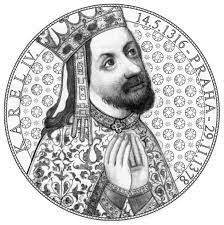 KAREL IV.
14.5.1316 - PRAHA - 29.11.1378